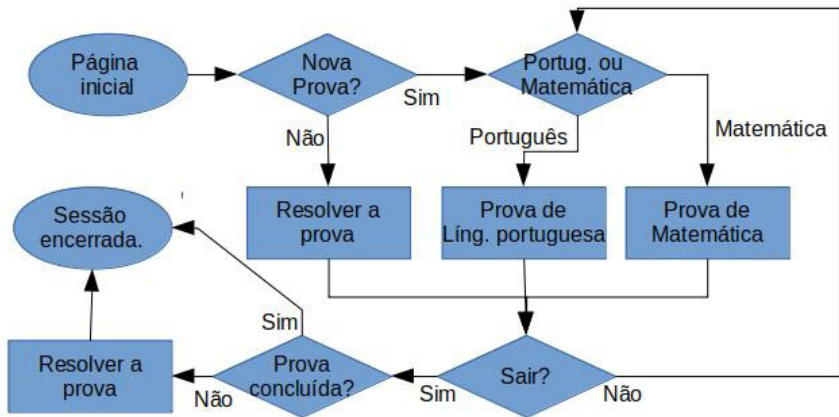 Página
inicial
Nova
Prova?
Sim
Portug. ou
Matemática
Não
Português
Matemática
Resolver a
prova
Prova de
Líng. portuguesa
Prova de
Matemática
Sessão
encerrada.
Sim
Resolver a
prova
Não
Prova
concluída?
Sim
Sair?
Não